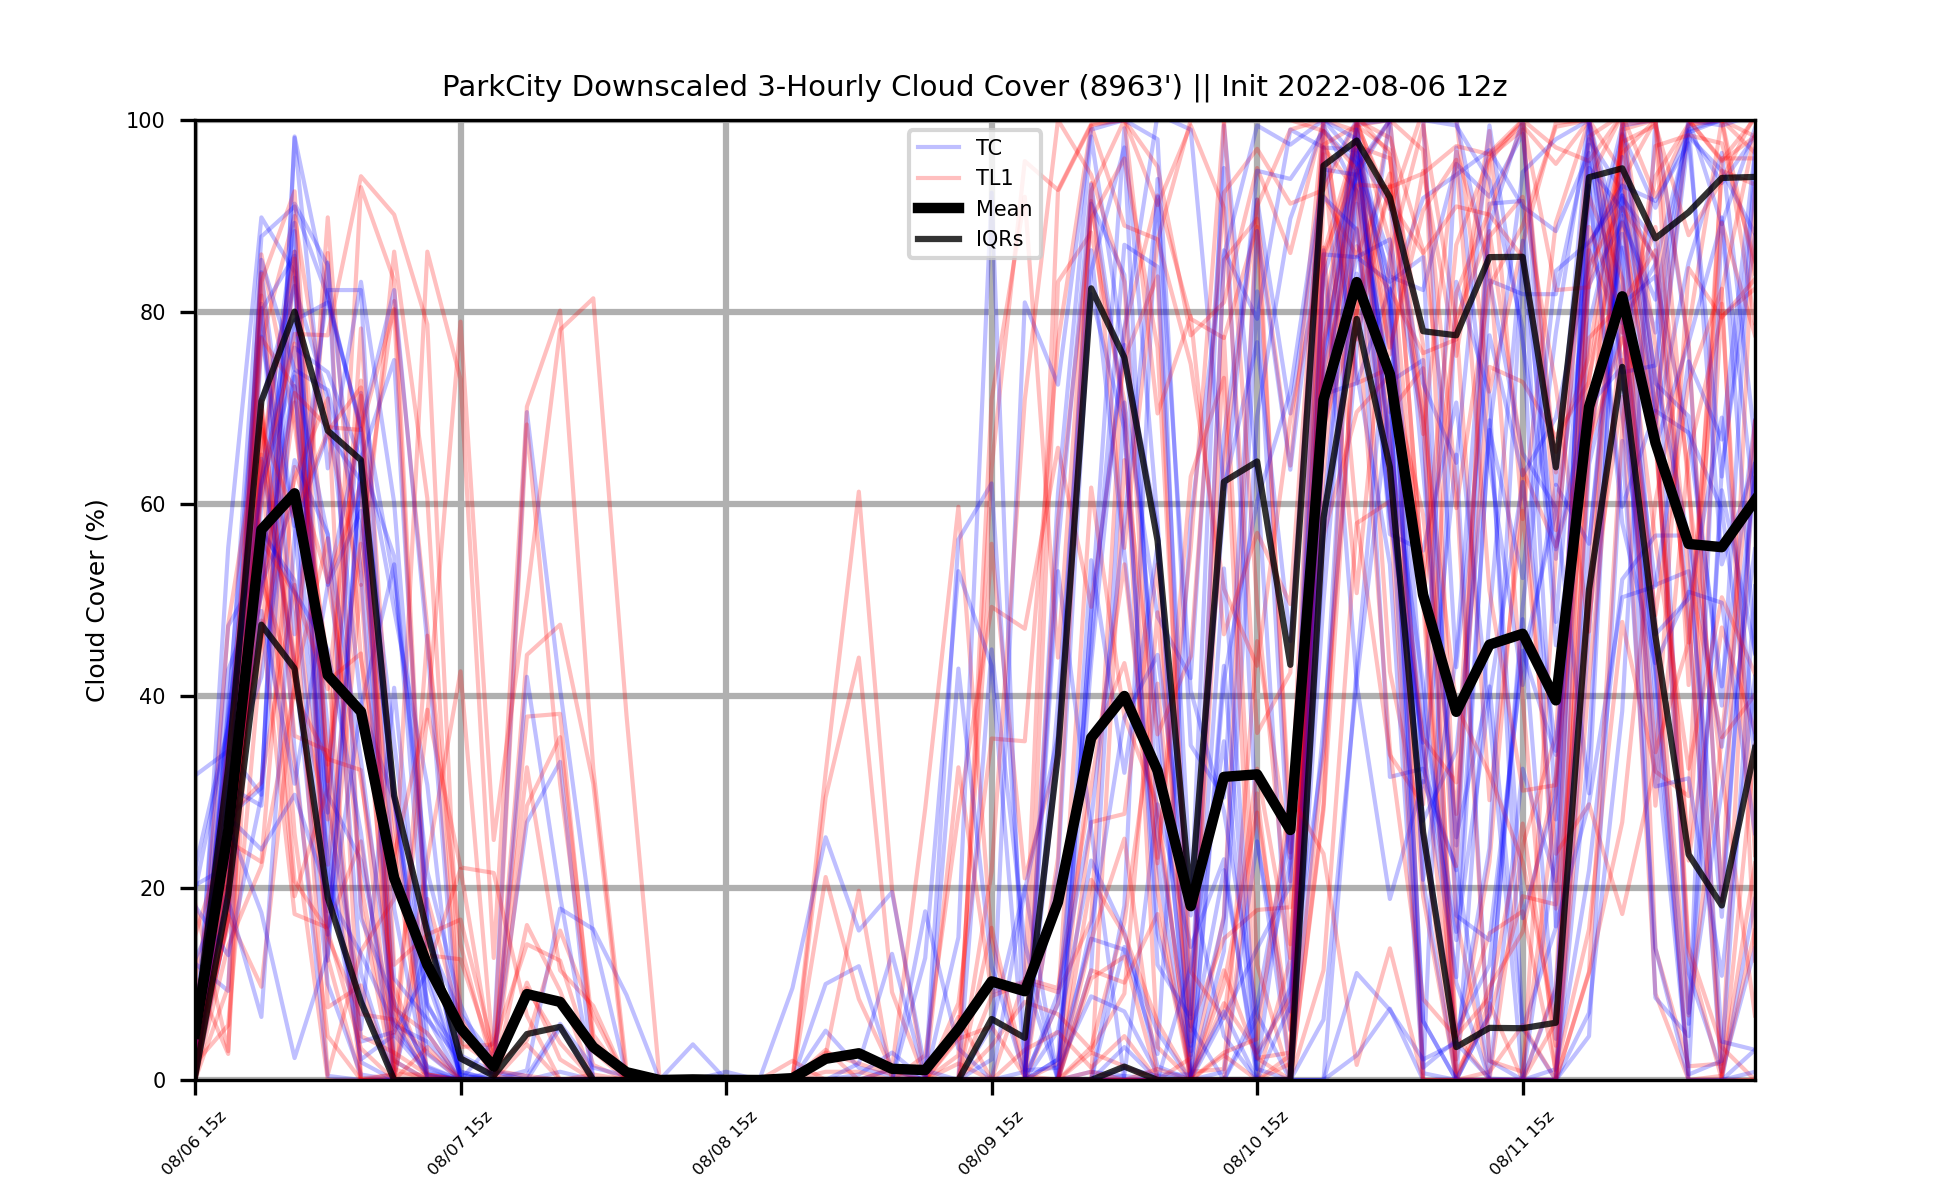 ParkCity Downscaled 3-Hourly Cloud Cover (8963') || Init 2022-08-06 12z
Cloud Cover (%)
100
80
60
40
20
0
TC
TL1
Mean
IQRs
08/06 15z
08/07 15z
08/08 15z
08/09 15z
08/10 15z
08/11 15z